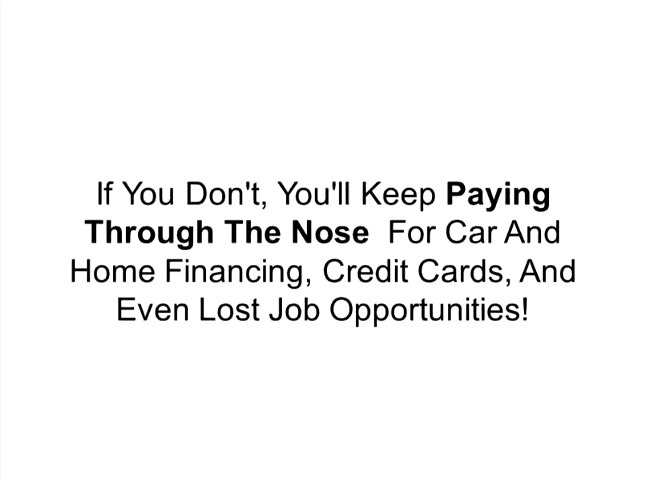 If You Don't, You'll Keep Paying
Through The Nose  For Car And
Home Financing, Credit Cards, And
Even Lost Job Opportunities!